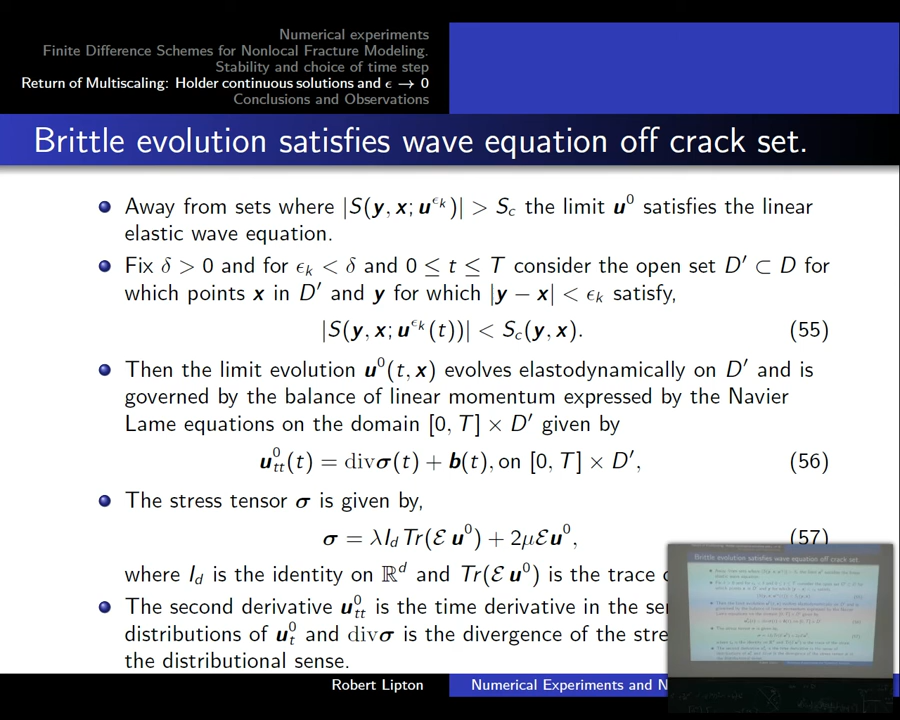 Numerical experiments
Finite Difference Schemes for Nonlocal Fracture Modeling.
Stability and choice of time step
Return of Multiscaling: Holder continuous solutions and ϵ → 0
Conclusions and Observations
Brittle evolution satisfies wave equation off crack set.
Away from sets where |S(y, x; u^{ϵ_k})| > S_c the limit u^0 satisfies the linear
elastic wave equation.
Fix δ > 0 and for ϵ_k < δ and 0 ≤ t ≤ T consider the open set D′ ⊂ D for
which points x in D′ and y for which |y − x| < ϵ_k satisfy,
|S(y, x; u^{ϵ_k}(t))| < S_c(y, x). (55)
Then the limit evolution u^0(t, x) evolves elastodynamically on D′ and is
governed by the balance of linear momentum expressed by the Navier
Lame equations on the domain [0, T] × D′ given by
u^0_{tt}(t) = divσ(t) + b(t), on [0, T] × D′, (56)
The stress tensor σ is given by,
σ = λI_d Tr(ℰ u^0) + 2μℰu^0, (57)
where I_d is the identity on ℝ^d and Tr(ℰ u^0) is the trace
The second derivative u^0_{tt} is the time derivative in the
distributions of u^0_t and divσ is the divergence of the
the distributional sense.
Robert Lipton Numerical Experiments and
Brittle evolution satisfies wave equation off crack set